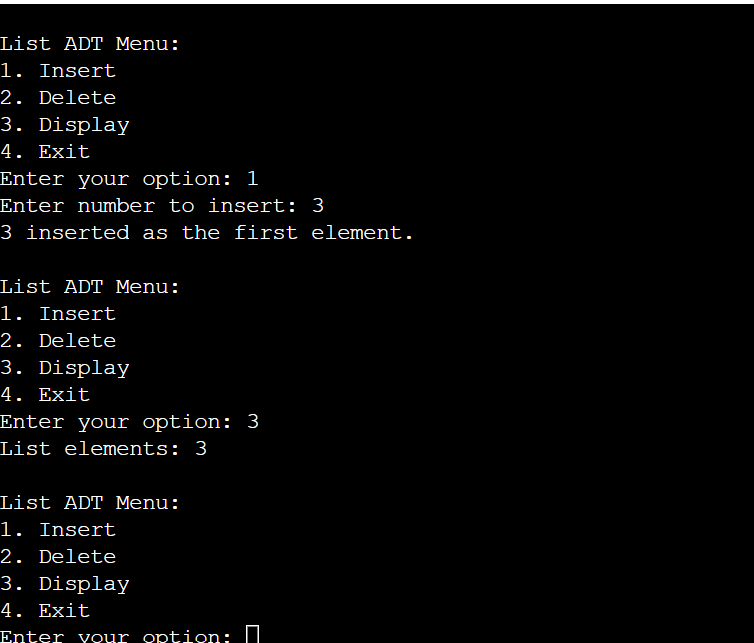 List ADT Menu:
1. Insert
2. Delete
3. Display
4. Exit
Enter your option: 1
Enter number to insert: 3
3 inserted as the first element.
List ADT Menu:
1. Insert
2. Delete
3. Display
4. Exit
Enter your option: 3
List elements: 3
List ADT Menu:
1. Insert
2. Delete
3. Display
4. Exit
Enter your option: